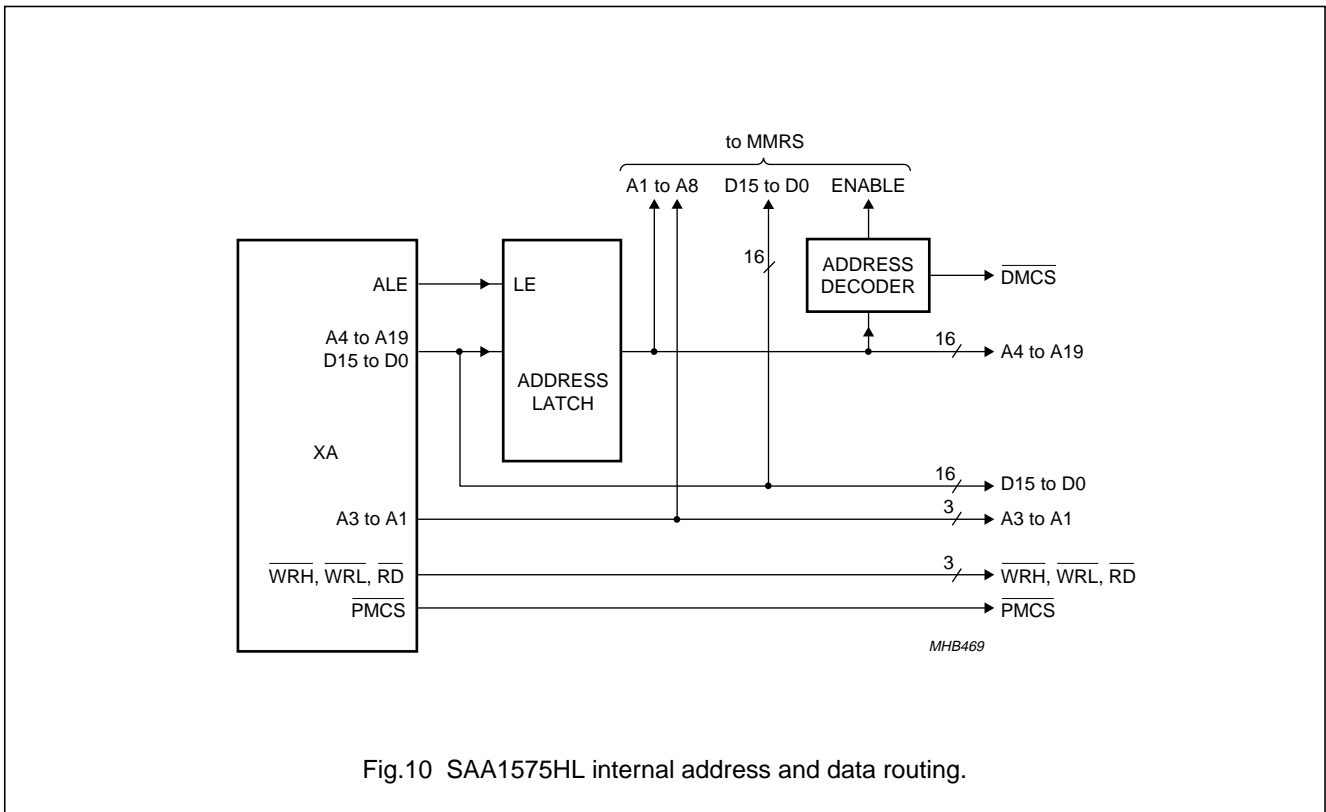 to MMRS
A1 to A8 D15 to D0 ENABLE
16
ADDRESS
DECODER
DMCS
ALE
LE
A4 to A19
D15 to D0
16
A4 to A19
ADDRESS
LATCH
XA
16
D15 to D0
A3 to A1
3
A3 to A1
WRH, WRL, RD
3
WRH, WRL, RD
PMCS
PMCS
MHB469
Fig.10 SAA1575HL internal address and data routing.